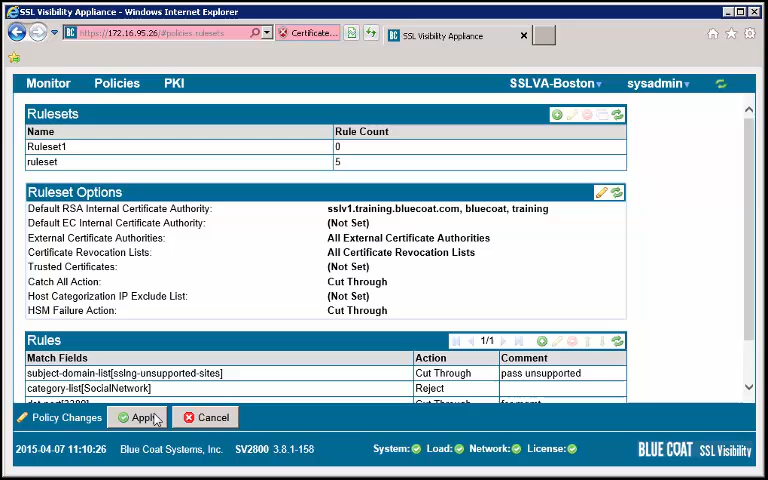 SSL Visibility Appliance - Windows Internet Explorer
https://172.16.95.26/#policies.rulesets
Certificate...
BC SSL Visibility Appliance
Monitor Policies PKI SSLVA-Boston sysadmin
Rulesets
Name Rule Count
Ruleset1 0
ruleset 5
Ruleset Options
Default RSA Internal Certificate Authority: sslv1.training.bluecoat.com, bluecoat, training
Default EC Internal Certificate Authority: (Not Set)
External Certificate Authorities: All External Certificate Authorities
Certificate Revocation Lists: All Certificate Revocation Lists
Trusted Certificates: (Not Set)
Catch All Action: Cut Through
Host Categorization IP Exclude List: (Not Set)
HSM Failure Action: Cut Through
Rules 1/1
Match Fields Action Comment
subject-domain-list[sslng-unsupported-sites] Cut Through pass unsupported
category-list[SocialNetwork] Reject
Policy Changes Apply Cancel
2015-04-07 11:10:26 Blue Coat Systems, Inc. SV2800 3.8.1-158 System: Load: Network: License: BLUE COAT SSL Visibility